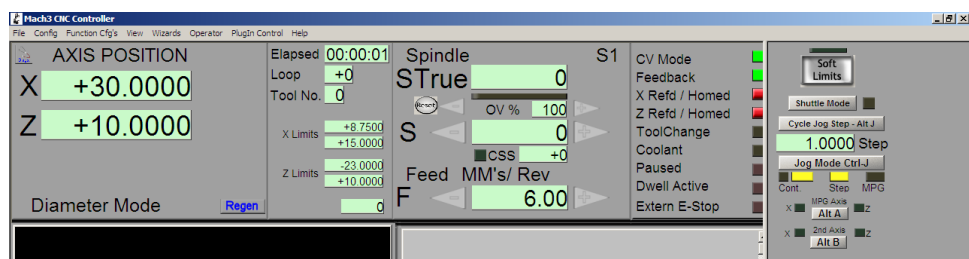 Mach3 CNC Controller
File Config Function Cfg's View Wizards Operator PlugIn Control Help
AXIS POSITION
X +30.0000
Z +10.0000
Diameter Mode Regen
Elapsed 00:00:01
Loop +0
Tool No. 0
X Limits +8.7500
+15.0000
Z Limits -23.0000
+10.0000
0
Spindle S1
STrue 0
Reset OV % 100
S 0
CSS +0
Feed MM's/ Rev
F 6.00
CV Mode
Feedback
X Refd / Homed
Z Refd / Homed
ToolChange
Coolant
Paused
Dwell Active
Extern E-Stop
Soft
Limits
Shuttle Mode
Cycle Jog Step - Alt J
1.0000 Step
Jog Mode Ctrl-J
Cont. Step MPG
MPG Axis
X Alt A Z
2nd Axis
X Alt B Z